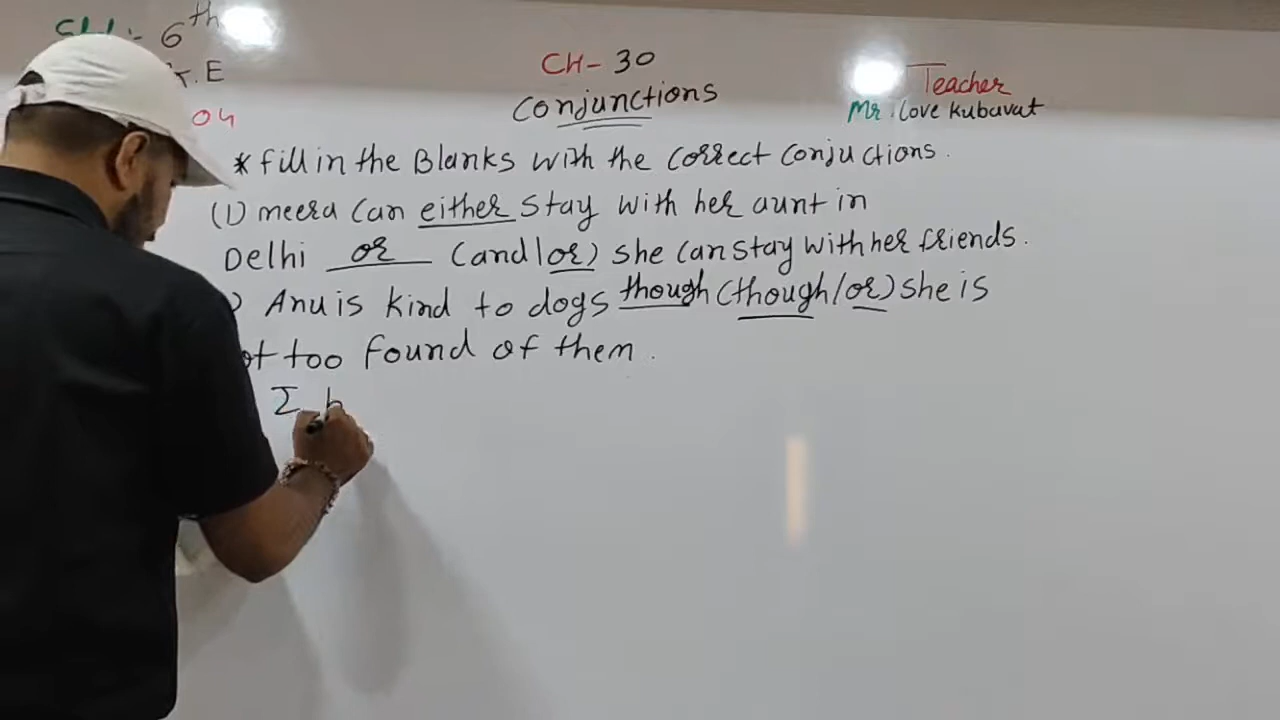 6th
E
04
CH- 30
Conjunctions
Teacher
Mr. Love Kubavat
* fill in the Blanks with the correct conjuctions.
(1) meera can either stay with her aunt in
Delhi or (and/or) she can stay with her friends.
) Anu is kind to dogs though (though/or) she is
too found of them.
I